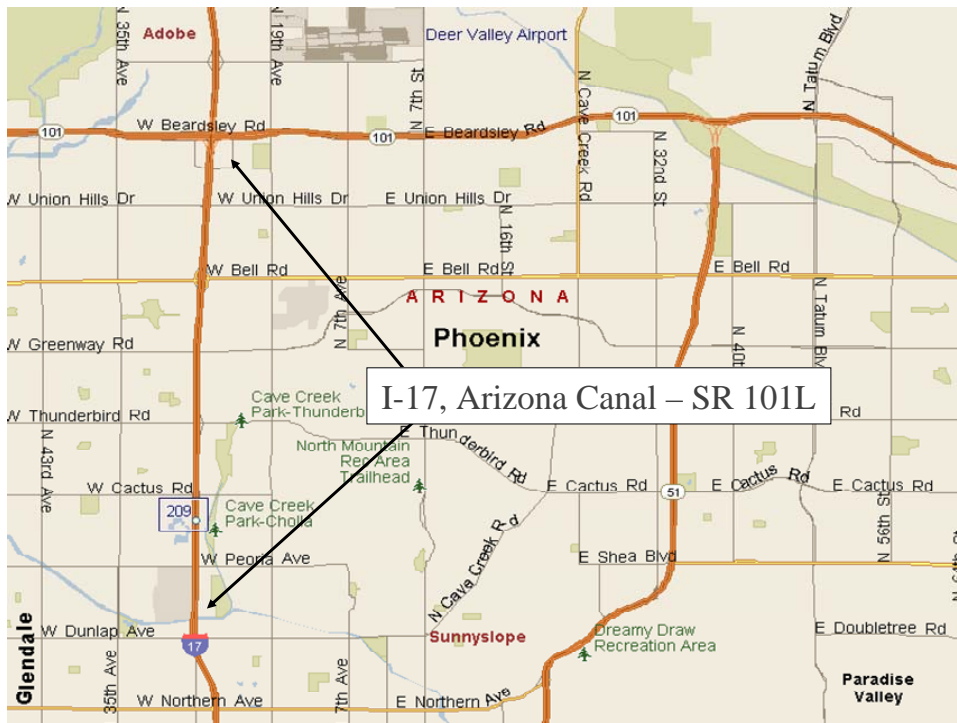 N 35th Ave
Adobe
N 19th Ave
Deer Valley Airport
N 7th St
N Cave Creek Rd
N Tatum Blvd
101
W Beardsley Rd
101
E Beardsley Rd
101
N 32nd St
W Union Hills Dr
W Union Hills Dr
E Union Hills Dr
N 16th St
W Bell Rd
E Bell Rd
E Bell Rd
ARIZONA
N 7th Ave
Phoenix
N 40th
N Tatum Blv
W Greenway Rd
I-17, Arizona Canal – SR 101L
Cave Creek
Park-Thunderb
W Thunderbird Rd
Rd
E Thunderbird Rd
North Mountain
Rec Area
Trailhead
N 43rd Ave
W Cactus Rd
E Cactus Rd
51
E Cactus Rd
E Cactus Rd
209
Cave Creek
Park-Cholla
N Cave Creek Rd
N 56th St
W Peoria Ave
E Shea Blvd
W Dunlap Ave
17
Sunnyslope
Dreamy Draw
Recreation Area
E Doubletree Rd
Glendale
35th Ave
7th Ave
W Northern Ave
E Northern Ave
Paradise
Valley